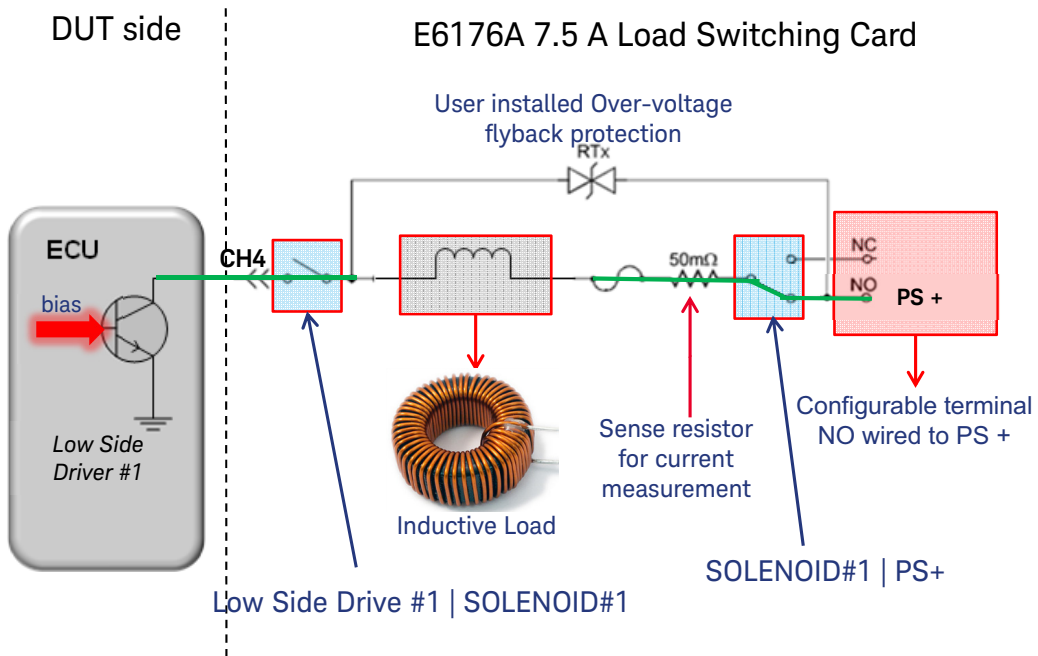 DUT side
E6176A 7.5 A Load Switching Card
User installed Over-voltage
flyback protection
RTx
ECU
CH4
50mΩ
NC
NO
PS +
bias
Low Side
Driver #1
Inductive Load
Sense resistor
for current
measurement
Configurable terminal
NO wired to PS +
SOLENOID#1 | PS+
Low Side Drive #1 | SOLENOID#1